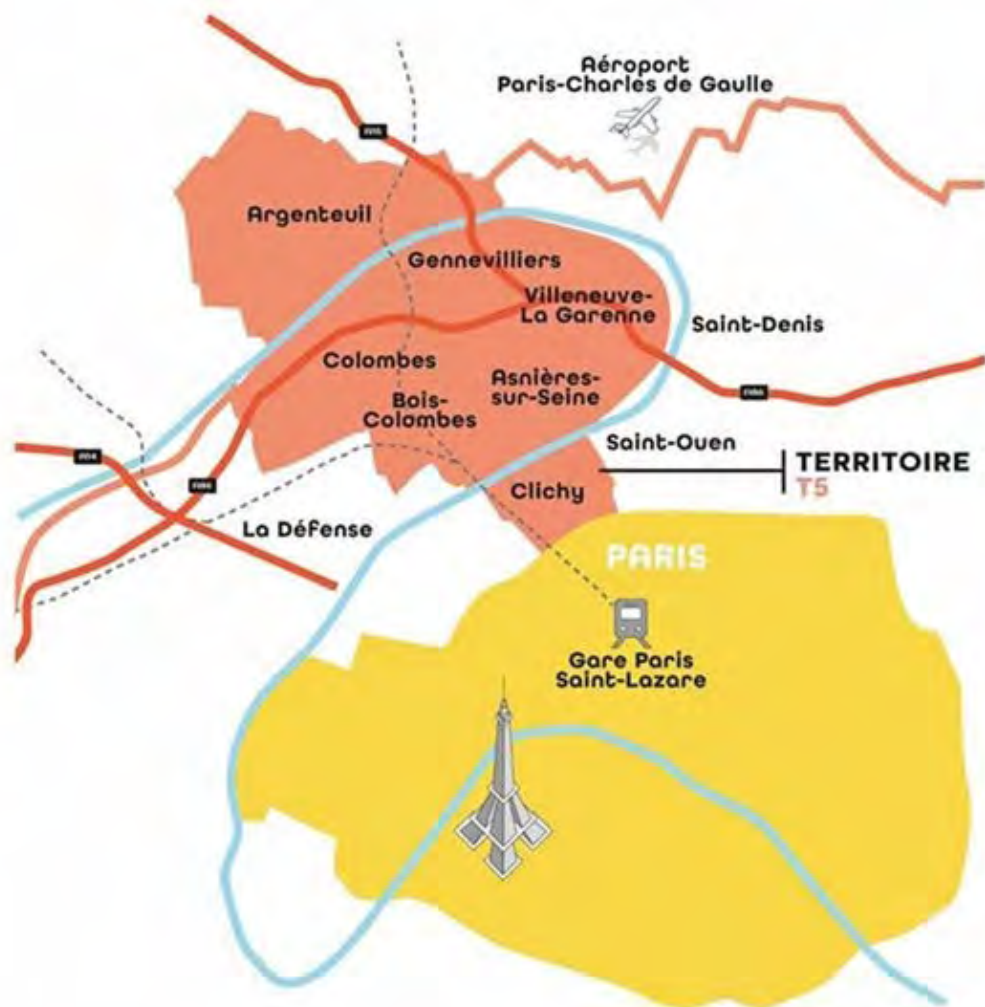 Aéroport
Paris-Charles de Gaulle
Argenteuil
Gennevilliers
Villeneuve-
La Garenne
Saint-Denis
Colombes
Asnières-
sur-Seine
Bois-
Colombes
Saint-Ouen
TERRITOIRE
T5
Clichy
La Défense
PARIS
Gare Paris
Saint-Lazare